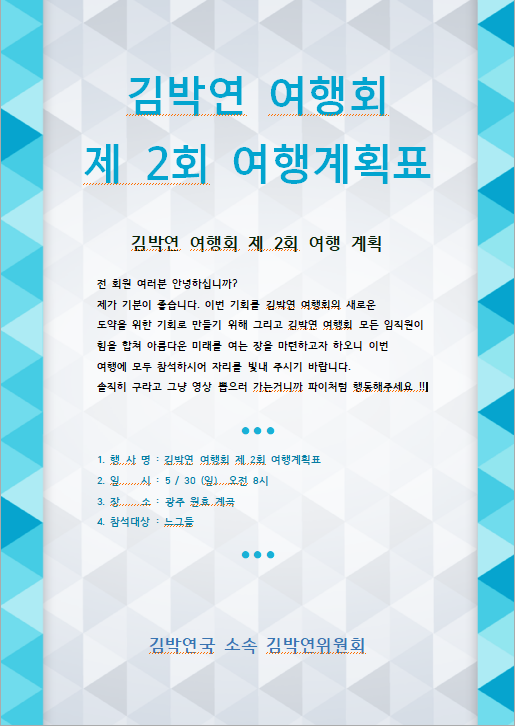 김박연 여행회
제 2회 여행계획표
김박연 여행회 제 2회 여행 계획
전 회원 여러분 안녕하십니까?
제가 기분이 좋습니다. 이번 기회를 김박연 여행회의 새로운
도약을 위한 기회로 만들기 위해 그리고 김박연 여행회 모든 임직원이
힘을 합쳐 아름다운 미래를 여는 장을 마련하고자 하오니 이번
여행에 모두 참석하시어 자리를 빛내 주시기 바랍니다.
솔직히 구라고 그냥 영상 뽑으러 가는거니까 파이처럼 행동해주세요 !!
1. 행 사 명 : 김박연 여행회 제 2회 여행계획표
2. 일 시 : 5 / 30 (일) 오전 8시
3. 장 소 : 광주 원효 계곡
4. 참석대상 : 느그들
김박연국 소속 김박연위원회